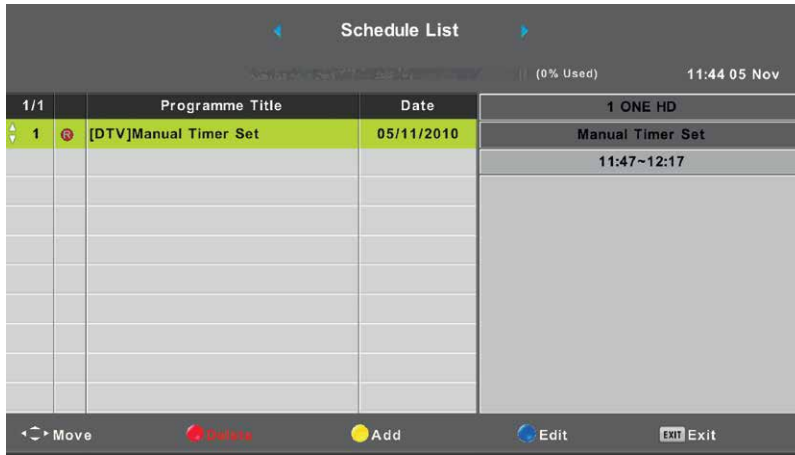 Schedule List
(0% Used) 11:44 05 Nov
1/1 Programme Title Date 1 ONE HD
1 R [DTV]Manual Timer Set 05/11/2010 Manual Timer Set
11:47~12:17
Move Delete Add Edit EXIT Exit